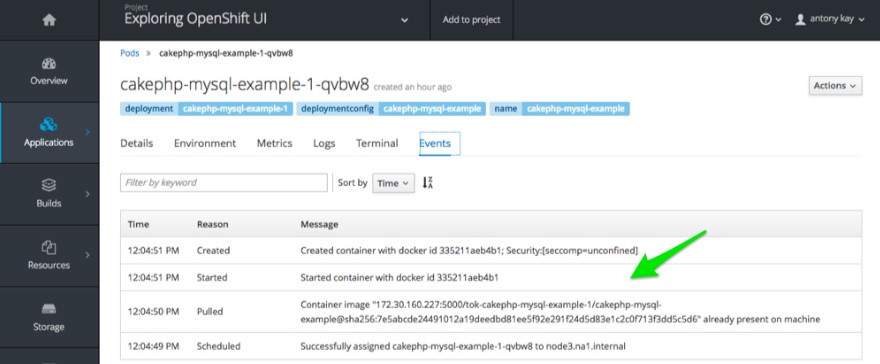 Project
Exploring OpenShift UI
Add to project
antony kay
Pods » cakephp-mysql-example-1-qvbw8
Overview
cakephp-mysql-example-1-qvbw8 created an hour ago
Actions
deployment cakephp-mysql-example-1 deploymentconfig cakephp-mysql-example name cakephp-mysql-example
Applications
Details Environment Metrics Logs Terminal Events
Filter by keyword Sort by Time
Builds
Time Reason Message
12:04:51 PM Created Created container with docker id 335211aeb4b1; Security:[seccomp=unconfined]
Resources
12:04:51 PM Started Started container with docker id 335211aeb4b1
12:04:50 PM Pulled Container image "172.30.160.227:5000/tok-cakephp-mysql-example-1/cakephp-mysql-
example@sha256:7e5abcde24491012a19deedbd81ee5f92e291f24d5d83e1c2c0f713f3dd5c5d6" already present on machine
Storage
12:04:49 PM Scheduled Successfully assigned cakephp-mysql-example-1-qvbw8 to node3.na1.internal